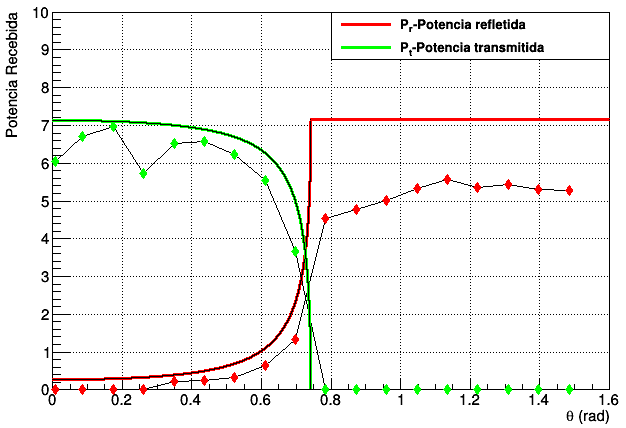 Potencia Recebida
10
9
8
7
6
5
4
3
2
1
0
Pr-Potencia refletida
Pt-Potencia transmitida
0 0.2 0.4 0.6 0.8 1 1.2 1.4 1.6
θ (rad)